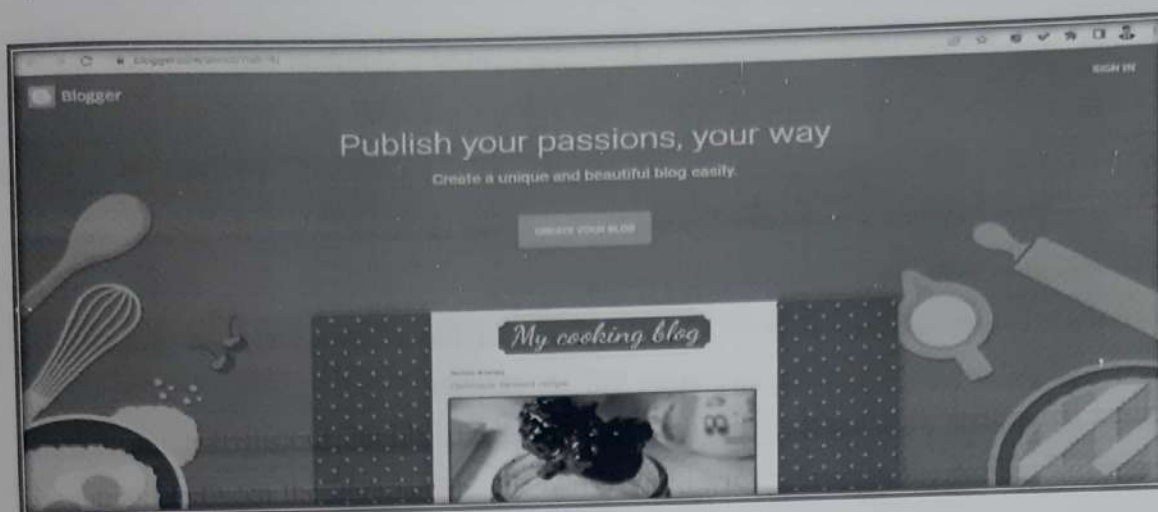 SIGN IN
Blogger
Publish your passions, your way
Create a unique and beautiful blog easily.
CREATE YOUR BLOG
My cooking blog